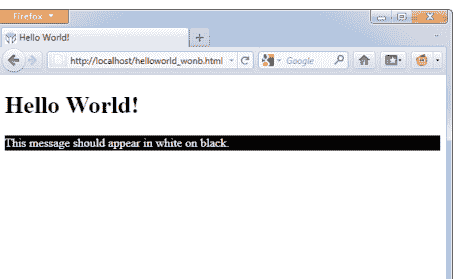 Firefox
Hello World!
http://localhost/helloworld_wonb.html
Google
Hello World!
This message should appear in white on black.